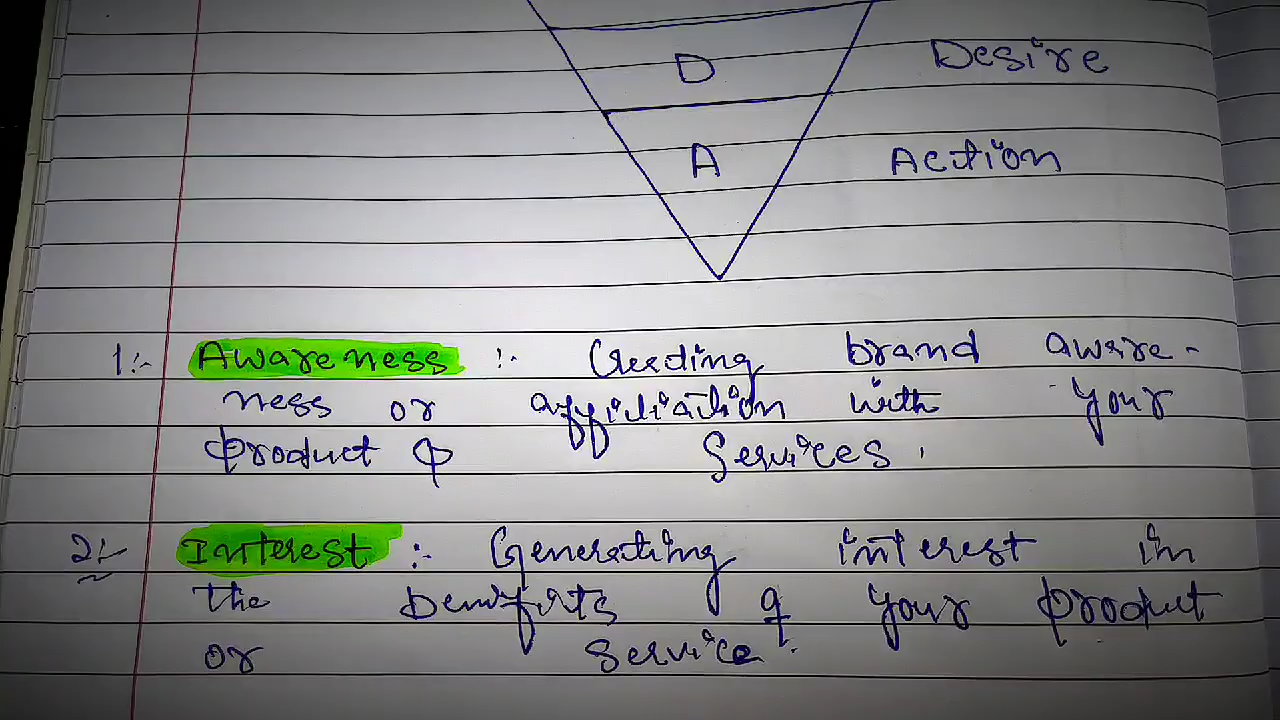 D Desire
A Action
1:- Awareness :- Creating brand aware-
ness or affiliation with your
product & Services.
2:- Interest :- Generating interest in
the benifits of your product
or service.